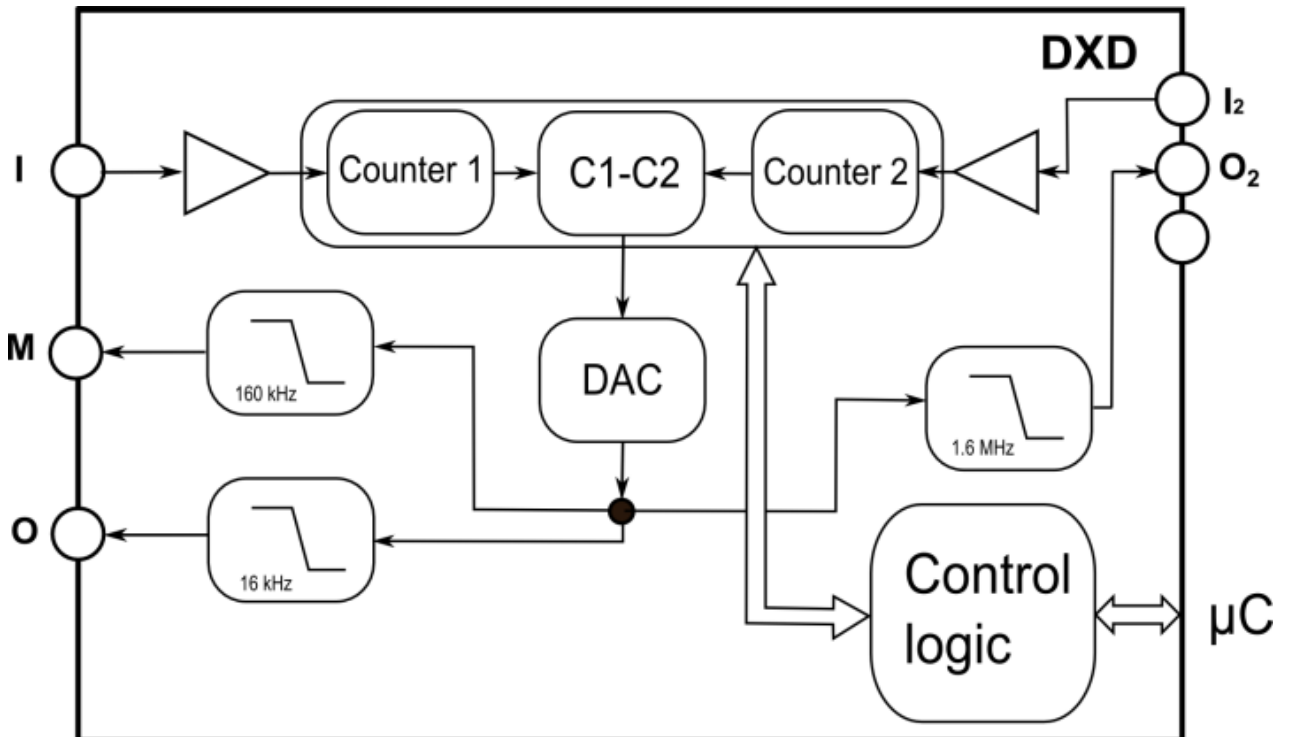 DXD
I
Counter 1
C1-C2
Counter 2
I₂
O₂
M
160 kHz
DAC
1.6 MHz
O
16 kHz
Control
logic
µC